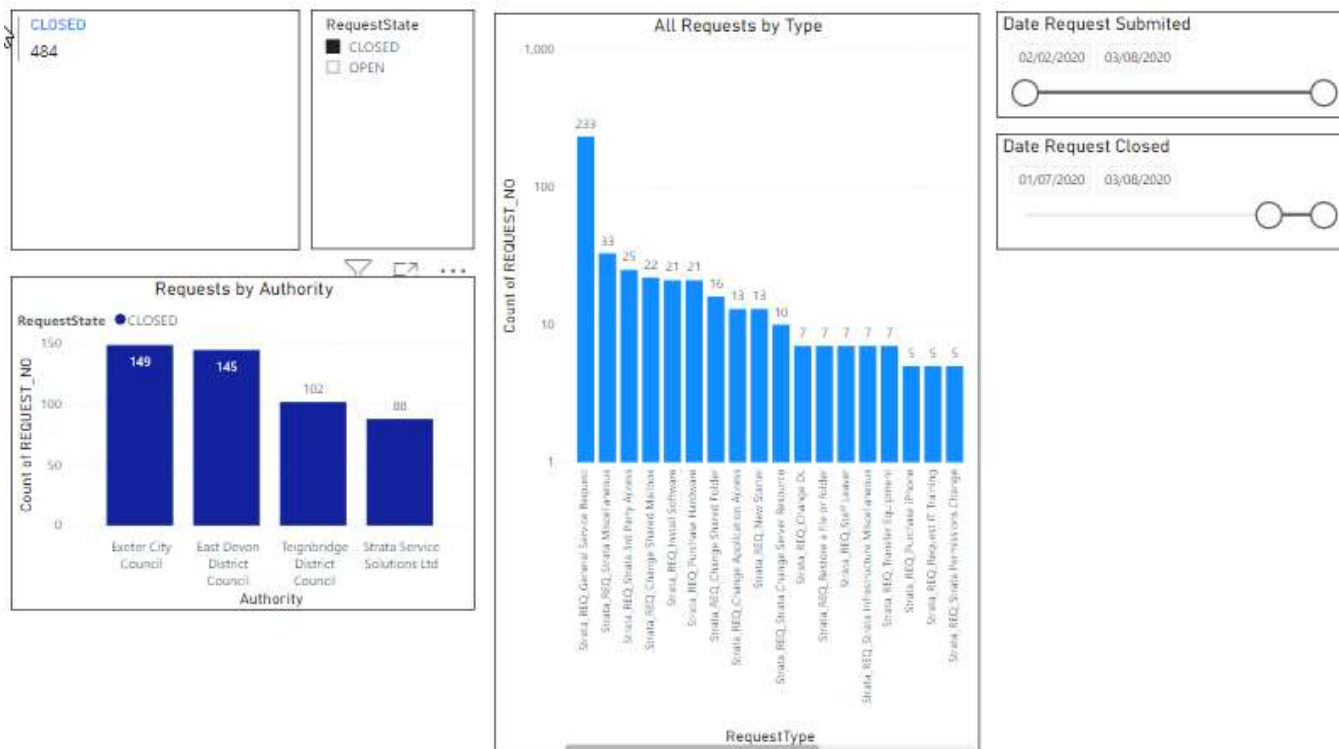 CLOSED
484
RequestState
CLOSED
OPEN
Requests by Authority
RequestState CLOSED
Count of REQUEST_NO
150
100
50
0
149
145
102
88
Exeter City Council
East Devon District Council
Teignbridge District Council
Strata Service Solutions Ltd
Authority
All Requests by Type
Count of REQUEST_NO
1,000
100
10
1
233
33
25
22
21
21
16
13
13
10
7
7
7
7
7
5
5
5
Strata_REQ_General Service Request
Strata_REQ_Strata Miscellaneous
Strata_REQ_Strata 3rd Party Access
Strata_REQ_Change Shared Mailbox
Strata_REQ_Install Software
Strata_REQ_Purchase Hardware
Strata_REQ_Change Shared Folder
Strata_REQ_Change Application Access
Strata_REQ_New Starter
Strata_REQ_Strata Change Server Resource
Strata_REQ_Change DL
Strata_REQ_Restore a File or Folder
Strata_REQ_Staff Leaver
Strata_REQ_Strata Infrastructure Miscellaneous
Strata_REQ_Transfer Equipment
Strata_REQ_Purchase iPhone
Strata_REQ_Request IT Training
Strata_REQ_Strata Permissions Change
RequestType
Date Request Submited
02/02/2020 03/08/2020
Date Request Closed
01/07/2020 03/08/2020